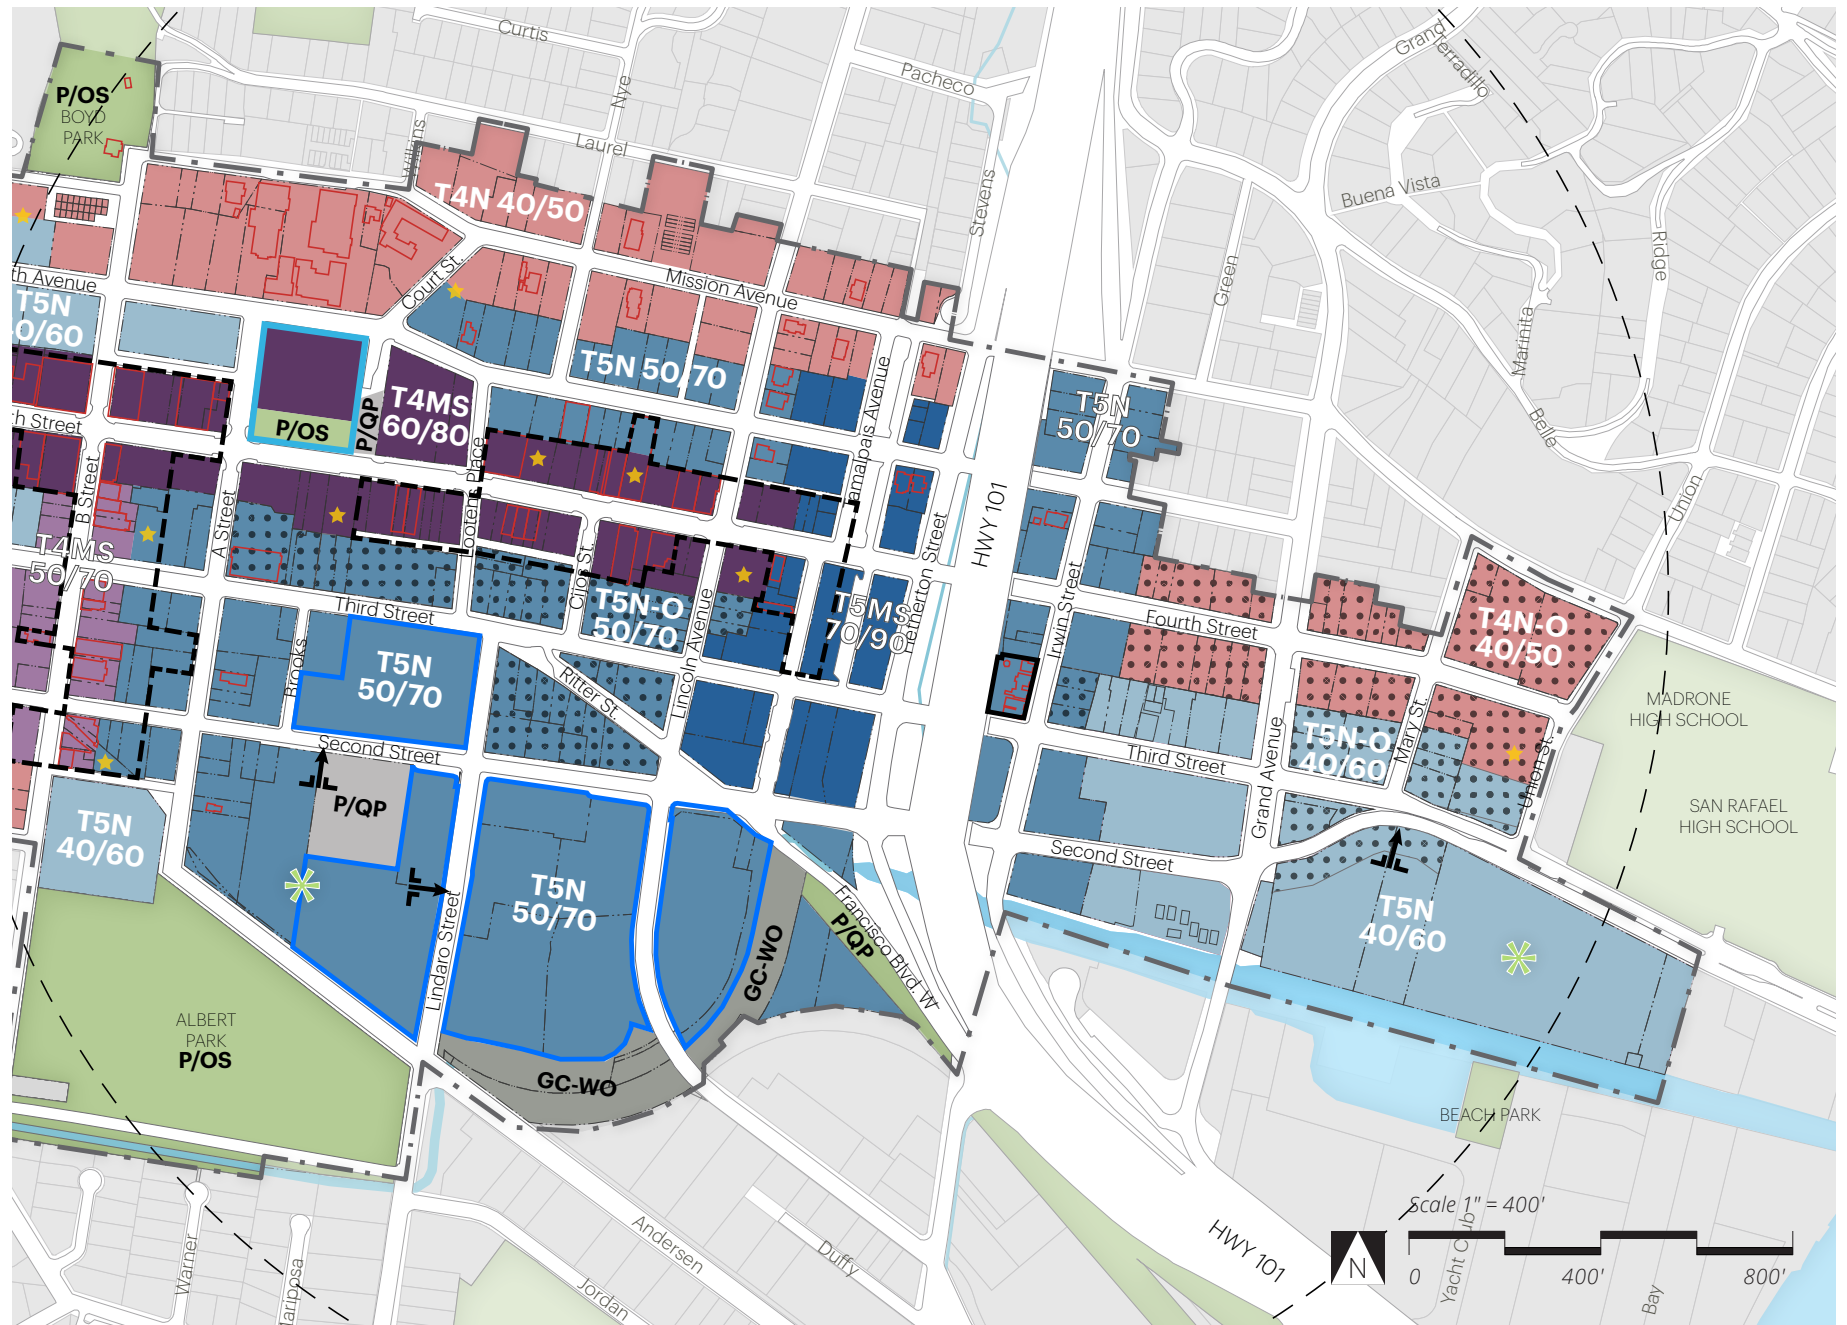 Curtis
Grand
Terradillo
Pacheco
Nye
P/OS
BOYD
PARK
Laurel
Buena Vista
Stevens
T4N 40/50
Union
Ridge
Green
Marinita
Belle
Court St.
Mission Avenue
th Avenue
T5N
0/60
T5N 50/70
T4MS
60/80
P/QP
P/OS
T5N
50/70
h Street
B Street
A Street
Lootens Place
Tamalpais Avenue
Hetherton Street
HWY 101
Irwin Street
T4MS
50/70
Third Street
Cijos St.
T5N-O
50/70
Lincoln Avenue
T5MS
70/90
Fourth Street
T4N-O
40/50
Brooks
T5N
50/70
Ritter St.
MADRONE
HIGH SCHOOL
Second Street
P/QP
Third Street
Grand Avenue
T5N-O
40/60
Mary St.
Union St.
SAN RAFAEL
HIGH SCHOOL
T5N
40/60
Second Street
T5N
50/70
Lindaro Street
GC-WO
P/QP
Francisco Blvd. W
T5N
40/60
ALBERT
PARK
P/OS
GC-WO
BEACH PARK
Warner
Mariposa
Andersen
Jordan
Duffy
HWY 101
Yacht Club
Bay
Scale 1" = 400'
N
0 400' 800'